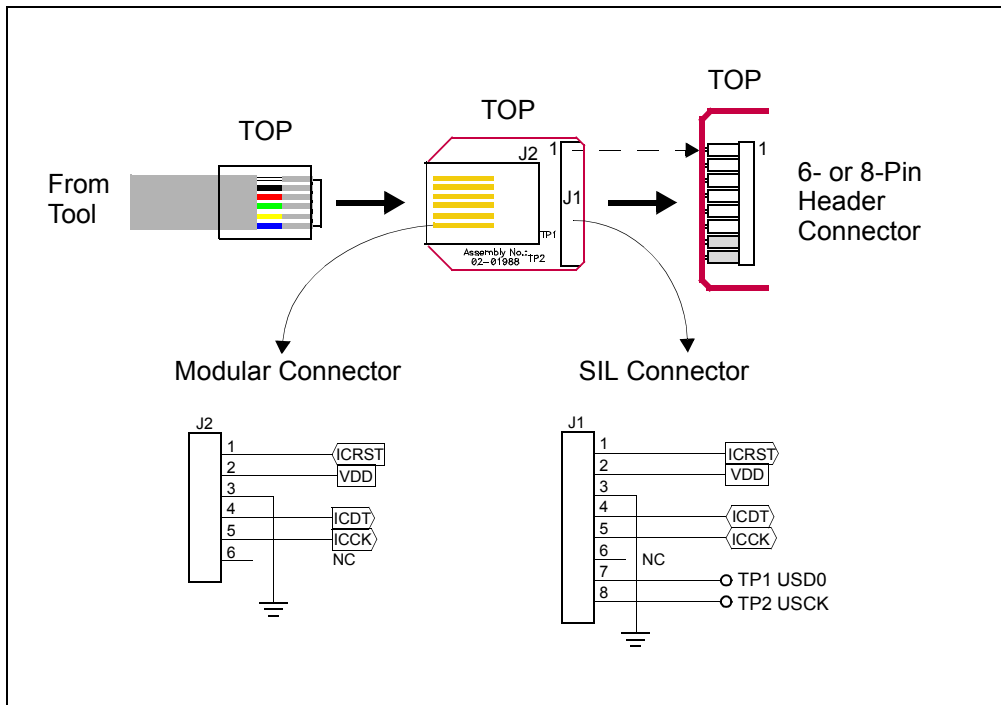 TOP
TOP
TOP
From
Tool
J2
1
J1
TP1
Assembly No.:
02-01988
TP2
1
6- or 8-Pin
Header
Connector
Modular Connector
SIL Connector
J2
1
ICRST
2
VDD
3
4
ICDT
5
ICCK
6
NC
J1
1
ICRST
2
VDD
3
4
ICDT
5
ICCK
6
NC
7
TP1 USD0
8
TP2 USCK